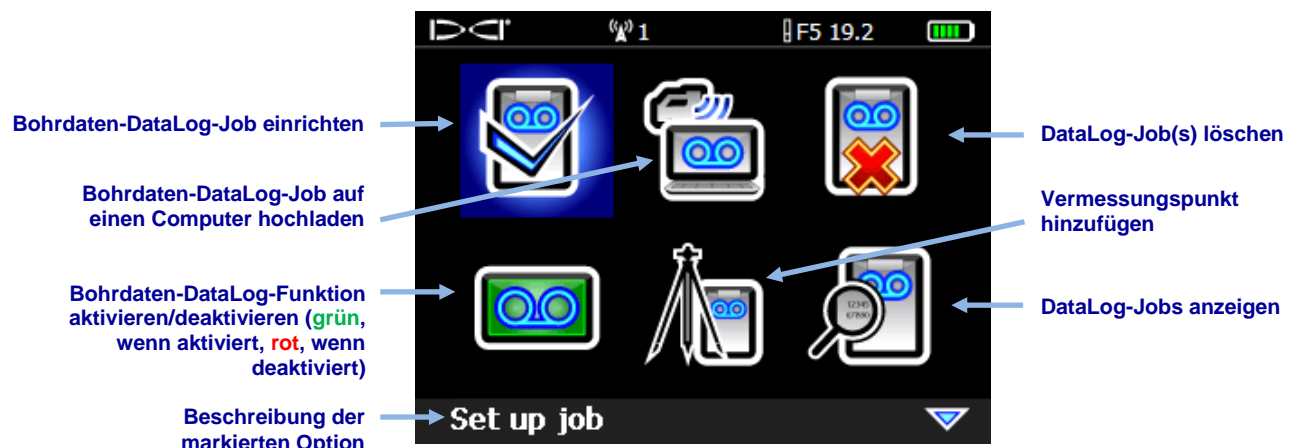 DCI
1
F5 19.2
Bohrdaten-DataLog-Job einrichten
Bohrdaten-DataLog-Job auf
einen Computer hochladen
Bohrdaten-DataLog-Funktion
aktivieren/deaktivieren (grün,
wenn aktiviert, rot, wenn
deaktiviert)
Beschreibung der
markierten Option
DataLog-Job(s) löschen
Vermessungspunkt
hinzufügen
DataLog-Jobs anzeigen
12345
67890
Set up job